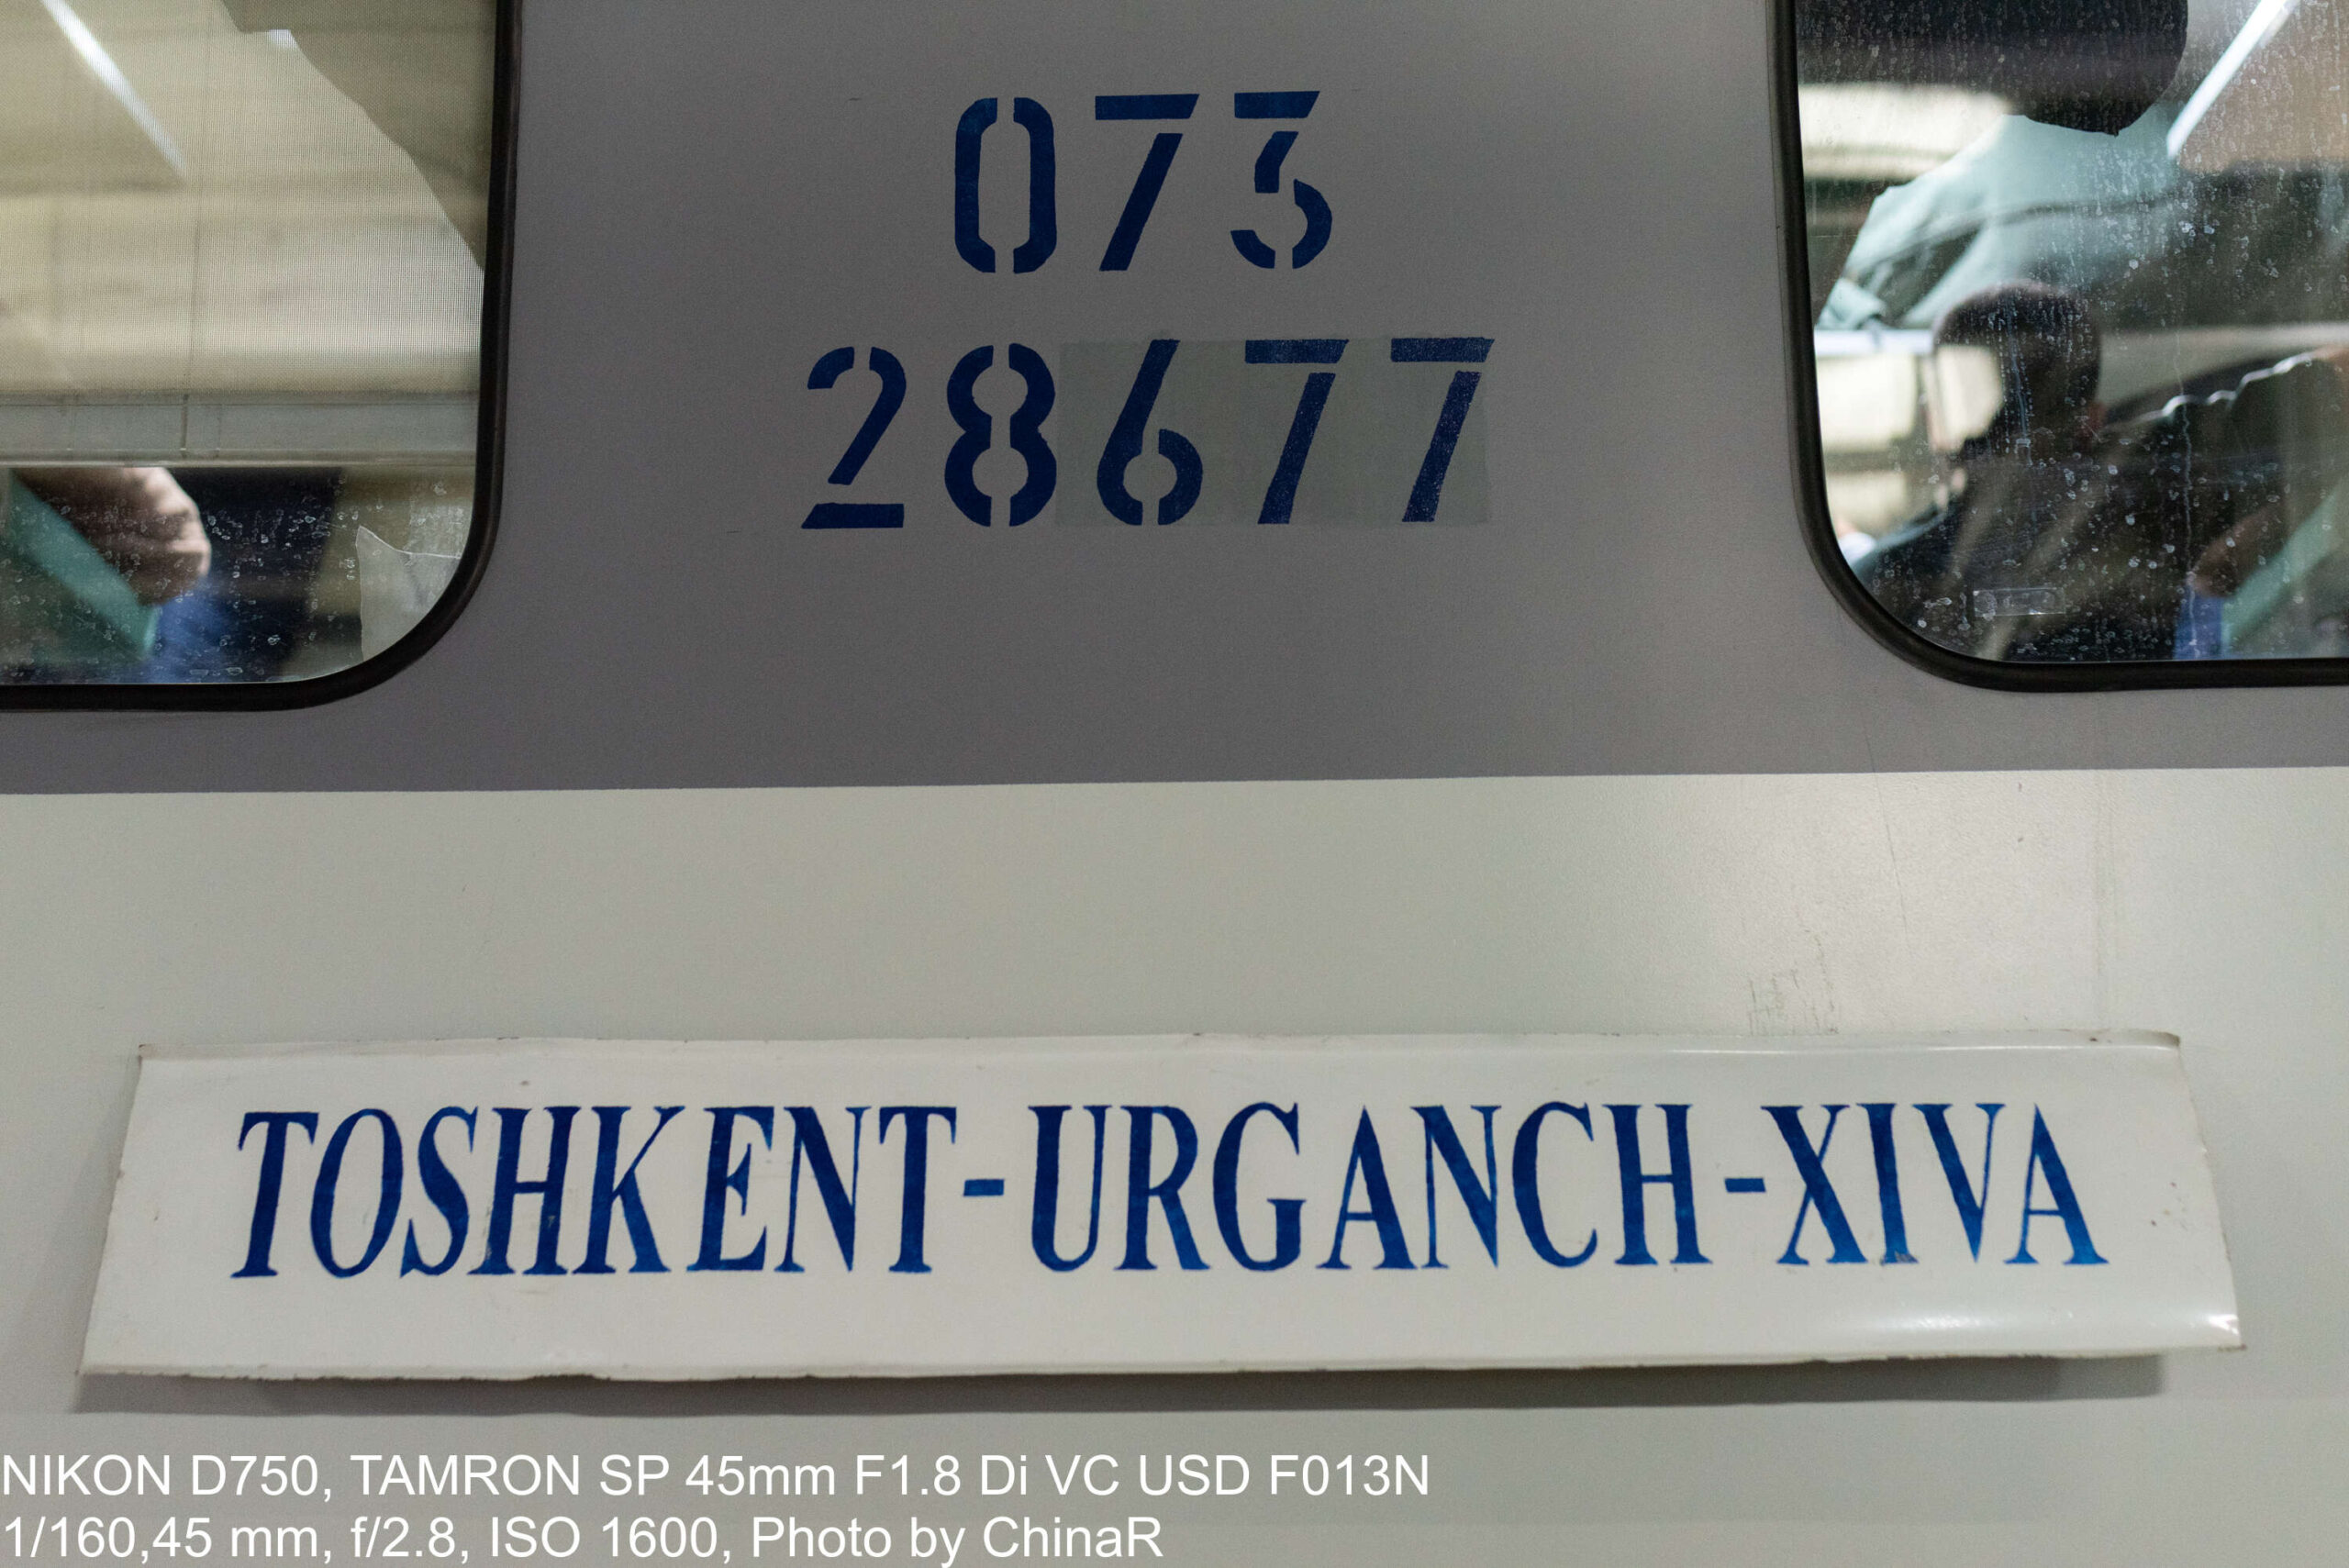 073
28677
TOSHKENT-URGANCH-XIVA
NIKON D750, TAMRON SP 45mm F1.8 Di VC USD F013N
1/160,45 mm, f/2.8, ISO 1600, Photo by ChinaR